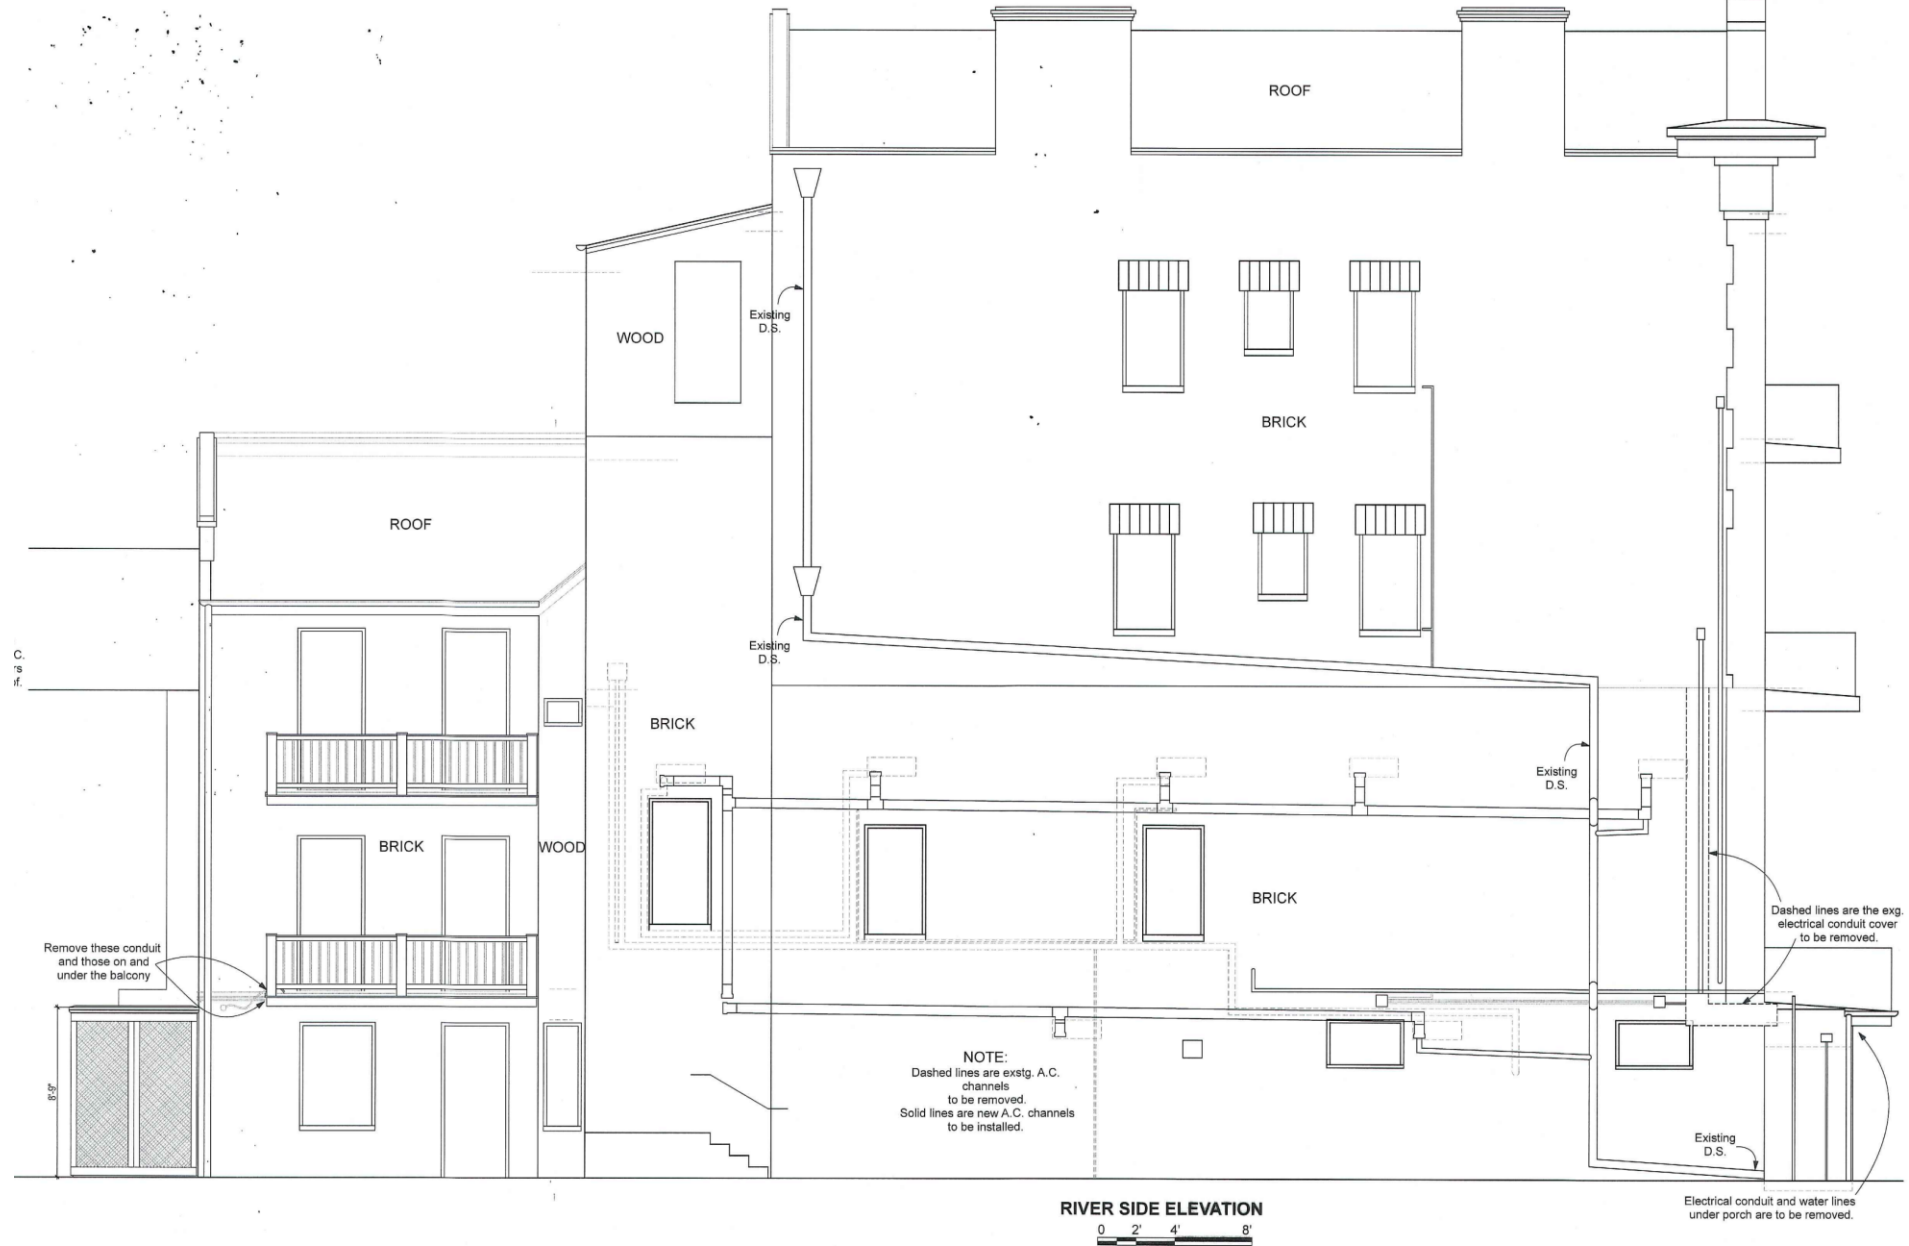 ROOF
Existing
D.S.
WOOD
BRICK
ROOF
Existing
D.S.
C.
rs
of.
BRICK
Existing
D.S.
BRICK
WOOD
BRICK
Dashed lines are the exg.
electrical conduit cover
to be removed.
Remove these conduit
and those on and
under the balcony
8'-9"
NOTE:
Dashed lines are exstg. A.C.
channels
to be removed.
Solid lines are new A.C. channels
to be installed.
Existing
D.S.
Electrical conduit and water lines
under porch are to be removed.
RIVER SIDE ELEVATION
0 2' 4' 8'